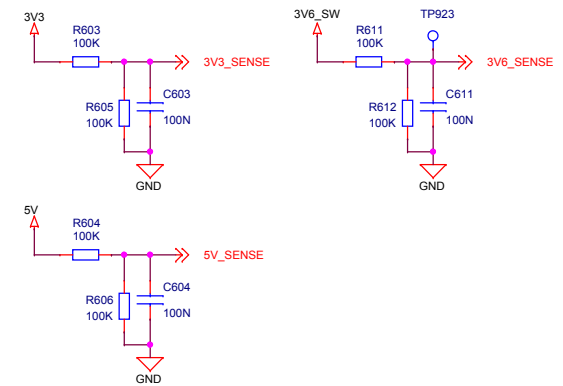 3V3
R603
100K
3V3_SENSE
R605
100K
C603
100N
GND
3V6_SW
TP923
R611
100K
3V6_SENSE
R612
100K
C611
100N
GND
5V
R604
100K
5V_SENSE
R606
100K
C604
100N
GND